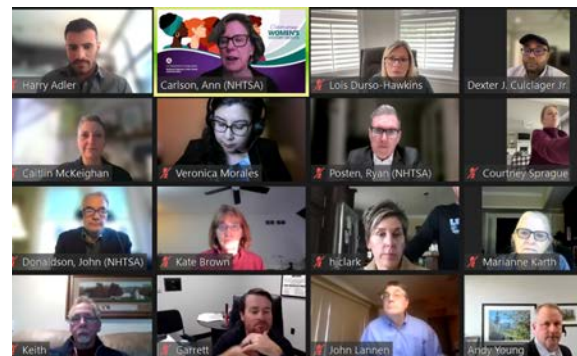 WOMEN'S
Harry Adler
Carlson, Ann (NHTSA)
Lois Durso-Hawkins
Dexter J. Culclager Jr.
Caitlin McKeighan
Veronica Morales
Posten, Ryan (NHTSA)
Courtney Sprague
Donaldson, John (NHTSA)
Kate Brown
hjclark
Marianne Karth
Keith
Garrett
John Lannen
Andy Young